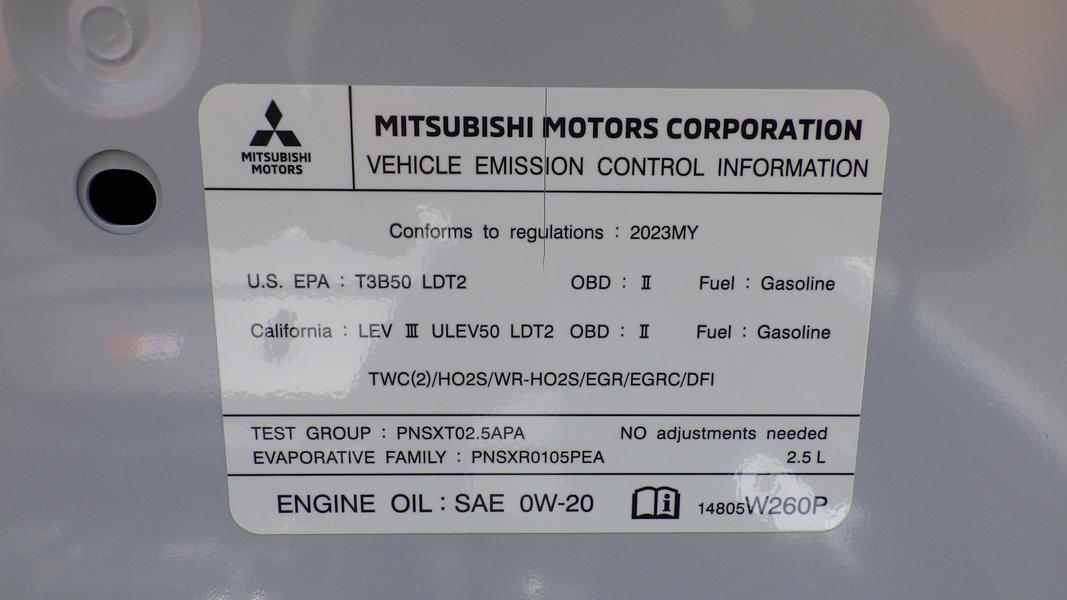 MITSUBISHI
MOTORS
MITSUBISHI MOTORS CORPORATION
VEHICLE EMISSION CONTROL INFORMATION
Conforms to regulations : 2023MY
U.S. EPA : T3B50 LDT2 OBD : Ⅱ Fuel : Gasoline
California : LEV Ⅲ ULEV50 LDT2 OBD : Ⅱ Fuel : Gasoline
TWC(2)/HO2S/WR-HO2S/EGR/EGRC/DFI
TEST GROUP : PNSXT02.5APA NO adjustments needed
EVAPORATIVE FAMILY : PNSXR0105PEA 2.5 L
ENGINE OIL : SAE 0W-20 14805W260P